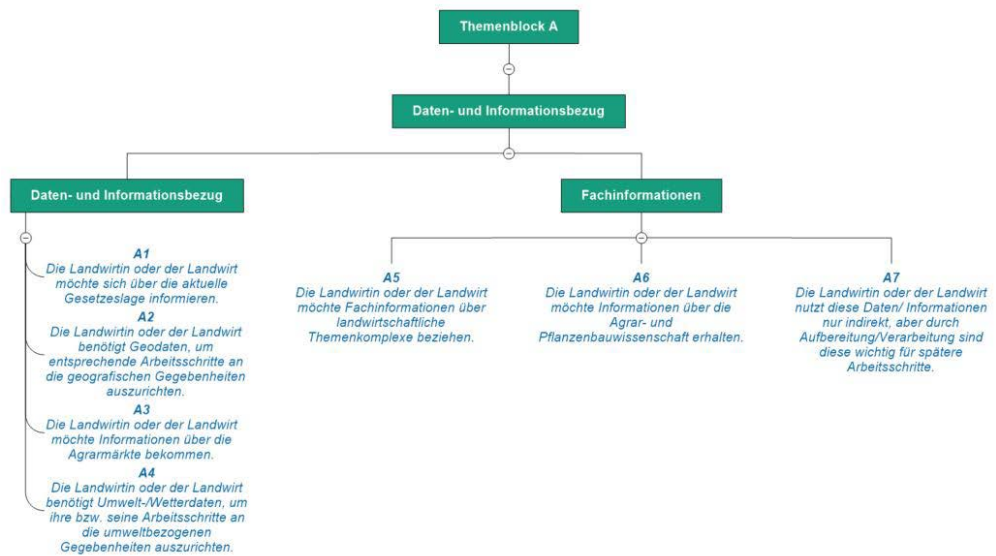 Themenblock A
Daten- und Informationsbezug
Daten- und Informationsbezug
A1
Die Landwirtin oder der Landwirt
möchte sich über die aktuelle
Gesetzeslage informieren.
A2
Die Landwirtin oder der Landwirt
benötigt Geodaten, um
entsprechende Arbeitsschritte an
die geografischen Gegebenheiten
auszurichten.
A3
Die Landwirtin oder der Landwirt
möchte Informationen über die
Agrarmärkte bekommen.
A4
Die Landwirtin oder der Landwirt
benötigt Umwelt-/Wetterdaten, um
ihre bzw. seine Arbeitsschritte an
die umweltbezogenen
Gegebenheiten auszurichten.
Fachinformationen
A5
Die Landwirtin oder der Landwirt
möchte Fachinformationen über
landwirtschaftliche
Themenkomplexe beziehen.
A6
Die Landwirtin oder der Landwirt
möchte Informationen über die
Agrar- und
Pflanzenbauwissenschaft erhalten.
A7
Die Landwirtin oder der Landwirt
nutzt diese Daten/ Informationen
nur indirekt, aber durch
Aufbereitung/Verarbeitung sind
diese wichtig für spätere
Arbeitsschritte.